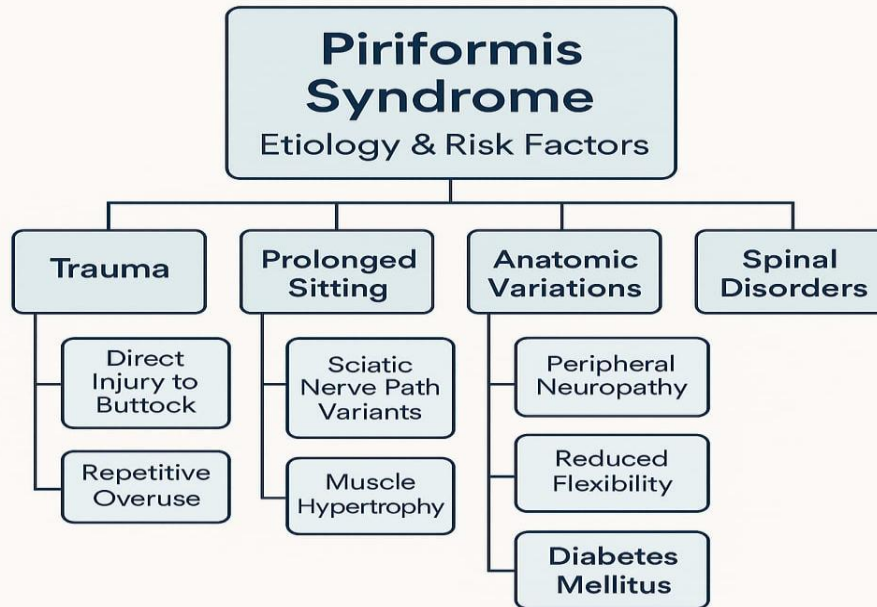 Piriformis
Syndrome
Etiology & Risk Factors
Trauma
Prolonged
Sitting
Anatomic
Variations
Spinal
Disorders
Direct
Injury to
Buttock
Repetitive
Overuse
Sciatic
Nerve Path
Variants
Muscle
Hypertrophy
Peripheral
Neuropathy
Reduced
Flexibility
Diabetes
Mellitus